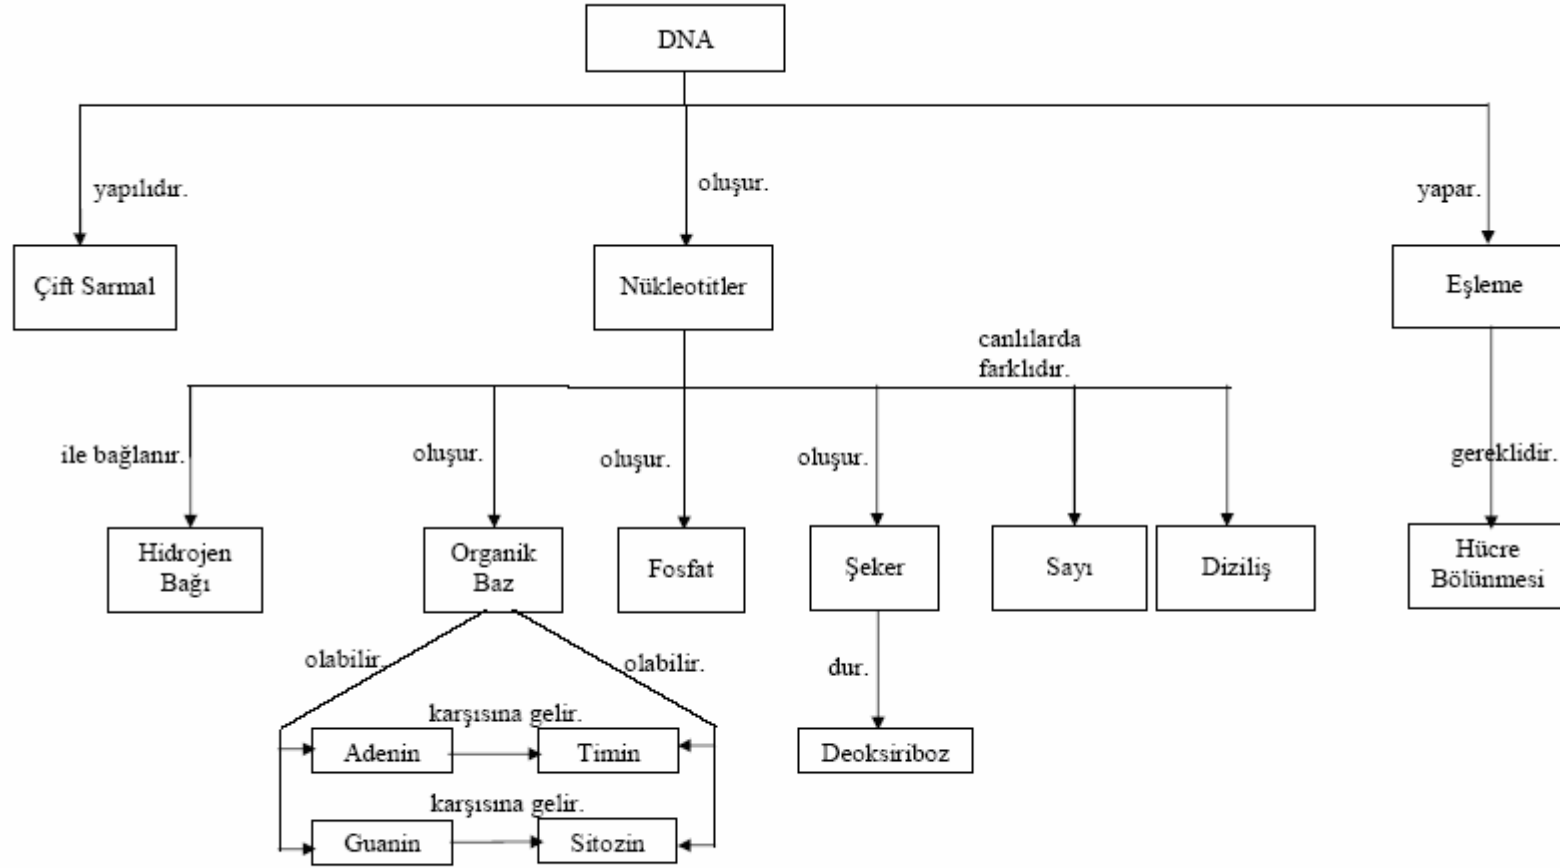 DNA
yapılıdır.
oluşur.
yapar.
Çift Sarmal
Nükleotitler
Eşleme
canlılarda
farklıdır.
ile bağlanır.
oluşur.
oluşur.
oluşur.
gereklidir.
Hidrojen
Bağı
Organik
Baz
Fosfat
Şeker
Sayı
Diziliş
Hücre
Bölünmesi
olabilir.
olabilir.
dur.
karşısına gelir.
Adenin
Timin
Deoksiriboz
karşısına gelir.
Guanin
Sitozin